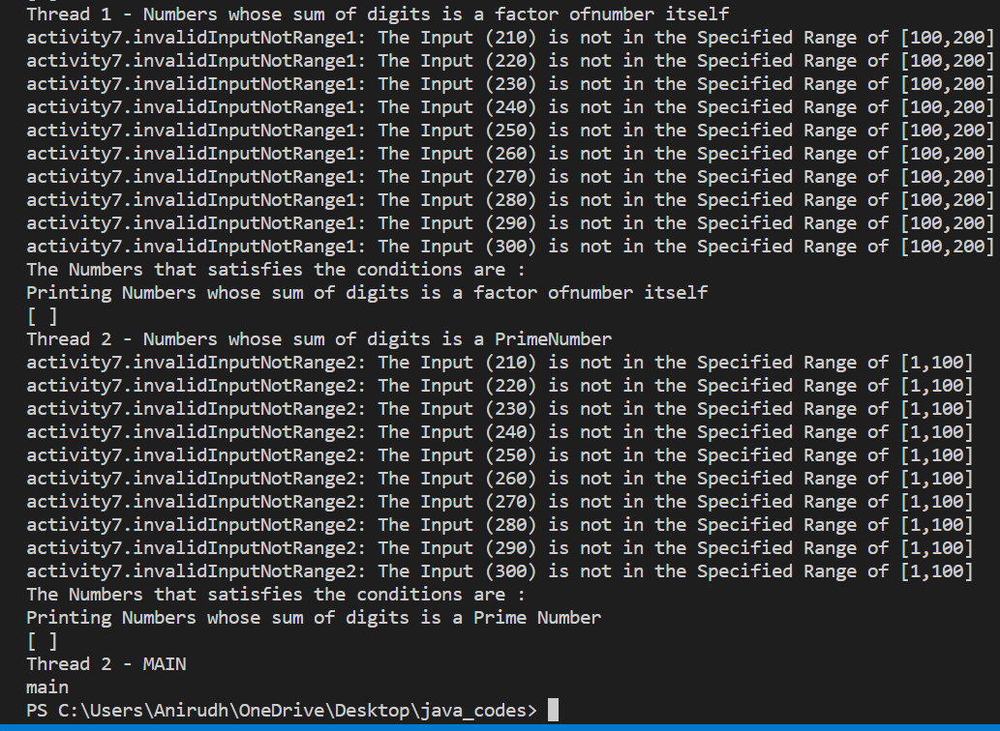 Thread 1 - Numbers whose sum of digits is a factor ofnumber itself
activity7.invalidInputNotRange1: The Input (210) is not in the Specified Range of [100,200]
activity7.invalidInputNotRange1: The Input (220) is not in the Specified Range of [100,200]
activity7.invalidInputNotRange1: The Input (230) is not in the Specified Range of [100,200]
activity7.invalidInputNotRange1: The Input (240) is not in the Specified Range of [100,200]
activity7.invalidInputNotRange1: The Input (250) is not in the Specified Range of [100,200]
activity7.invalidInputNotRange1: The Input (260) is not in the Specified Range of [100,200]
activity7.invalidInputNotRange1: The Input (270) is not in the Specified Range of [100,200]
activity7.invalidInputNotRange1: The Input (280) is not in the Specified Range of [100,200]
activity7.invalidInputNotRange1: The Input (290) is not in the Specified Range of [100,200]
activity7.invalidInputNotRange1: The Input (300) is not in the Specified Range of [100,200]
The Numbers that satisfies the conditions are :
Printing Numbers whose sum of digits is a factor ofnumber itself
[ ]
Thread 2 - Numbers whose sum of digits is a PrimeNumber
activity7.invalidInputNotRange2: The Input (210) is not in the Specified Range of [1,100]
activity7.invalidInputNotRange2: The Input (220) is not in the Specified Range of [1,100]
activity7.invalidInputNotRange2: The Input (230) is not in the Specified Range of [1,100]
activity7.invalidInputNotRange2: The Input (240) is not in the Specified Range of [1,100]
activity7.invalidInputNotRange2: The Input (250) is not in the Specified Range of [1,100]
activity7.invalidInputNotRange2: The Input (260) is not in the Specified Range of [1,100]
activity7.invalidInputNotRange2: The Input (270) is not in the Specified Range of [1,100]
activity7.invalidInputNotRange2: The Input (280) is not in the Specified Range of [1,100]
activity7.invalidInputNotRange2: The Input (290) is not in the Specified Range of [1,100]
activity7.invalidInputNotRange2: The Input (300) is not in the Specified Range of [1,100]
The Numbers that satisfies the conditions are :
Printing Numbers whose sum of digits is a Prime Number
[ ]
Thread 2 - MAIN
main
PS C:\Users\Anirudh\OneDrive\Desktop\java_codes>